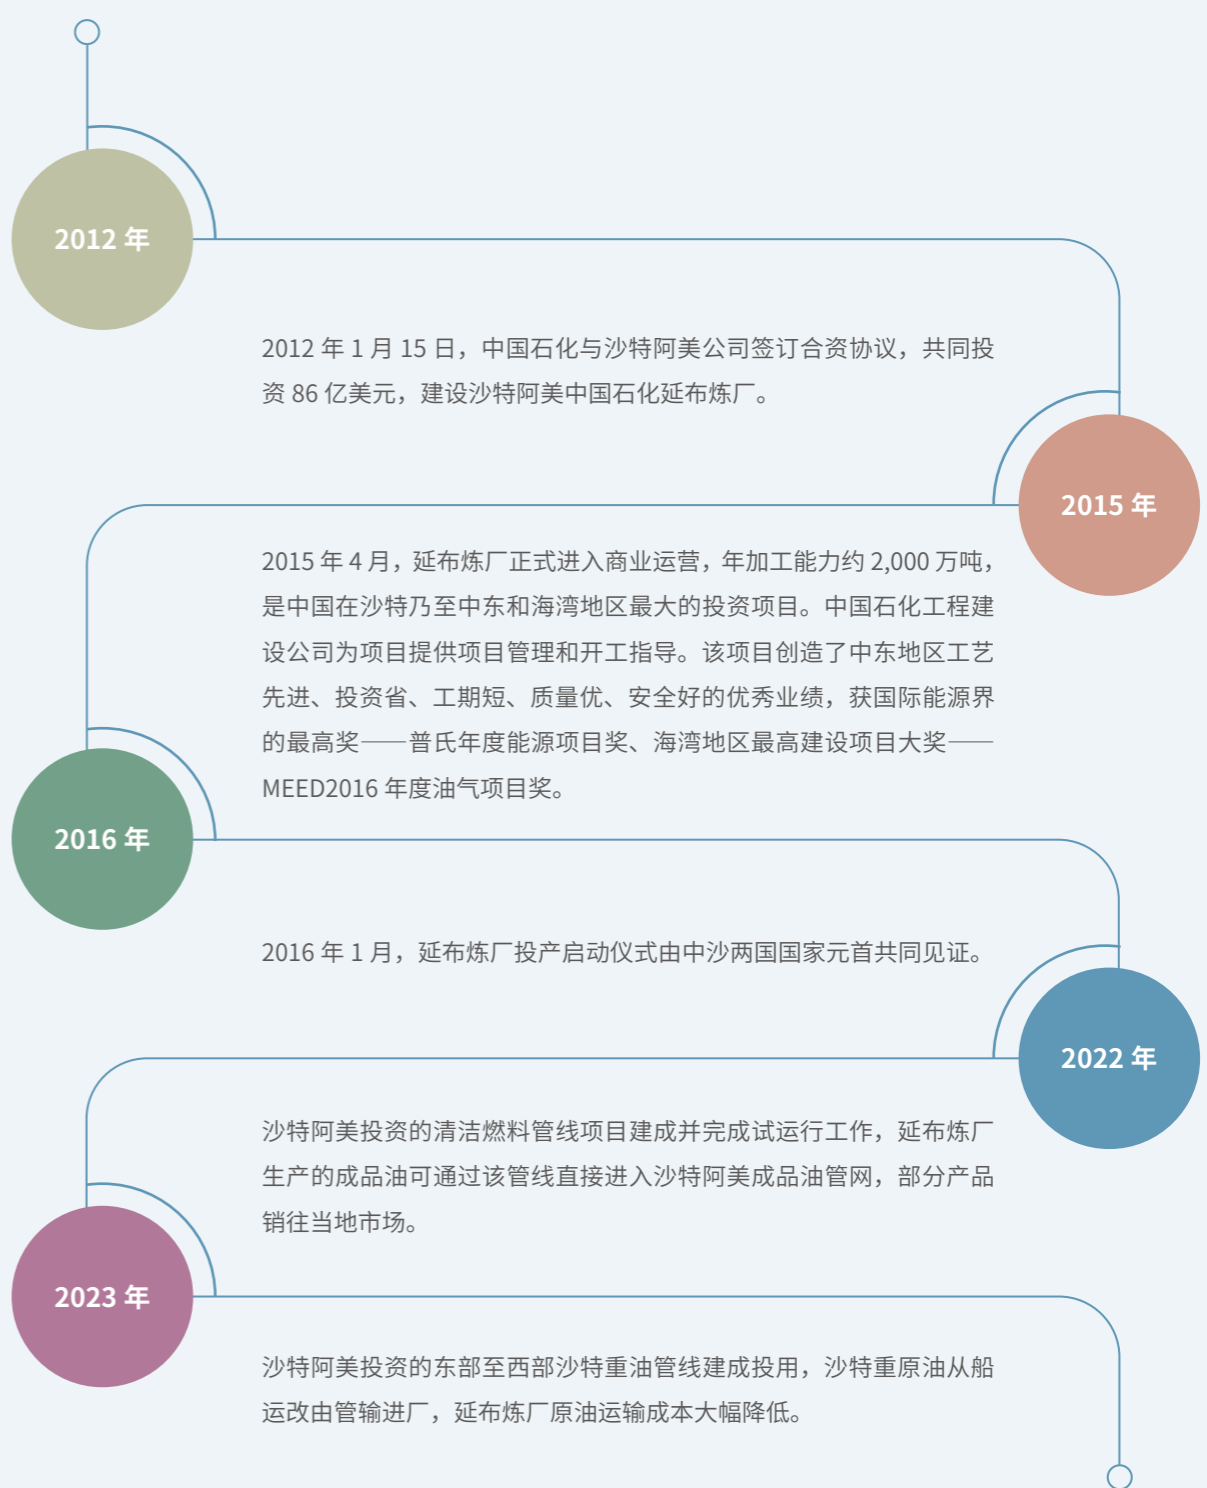 2012 年
2012 年 1 月 15 日，中国石化与沙特阿美公司签订合资协议，共同投
资 86 亿美元，建设沙特阿美中国石化延布炼厂。
2015 年
2015 年 4 月，延布炼厂正式进入商业运营，年加工能力约 2,000 万吨，
是中国在沙特乃至中东和海湾地区最大的投资项目。中国石化工程建
设公司为项目提供项目管理和开工指导。该项目创造了中东地区工艺
先进、投资省、工期短、质量优、安全好的优秀业绩，获国际能源界
的最高奖——普氏年度能源项目奖、海湾地区最高建设项目大奖——
MEED2016 年度油气项目奖。
2016 年
2016 年 1 月，延布炼厂投产启动仪式由中沙两国国家元首共同见证。
2022 年
沙特阿美投资的清洁燃料管线项目建成并完成试运行工作，延布炼厂
生产的成品油可通过该管线直接进入沙特阿美成品油管网，部分产品
销往当地市场。
2023 年
沙特阿美投资的东部至西部沙特重油管线建成投用，沙特重原油从船
运改由管输进厂，延布炼厂原油运输成本大幅降低。